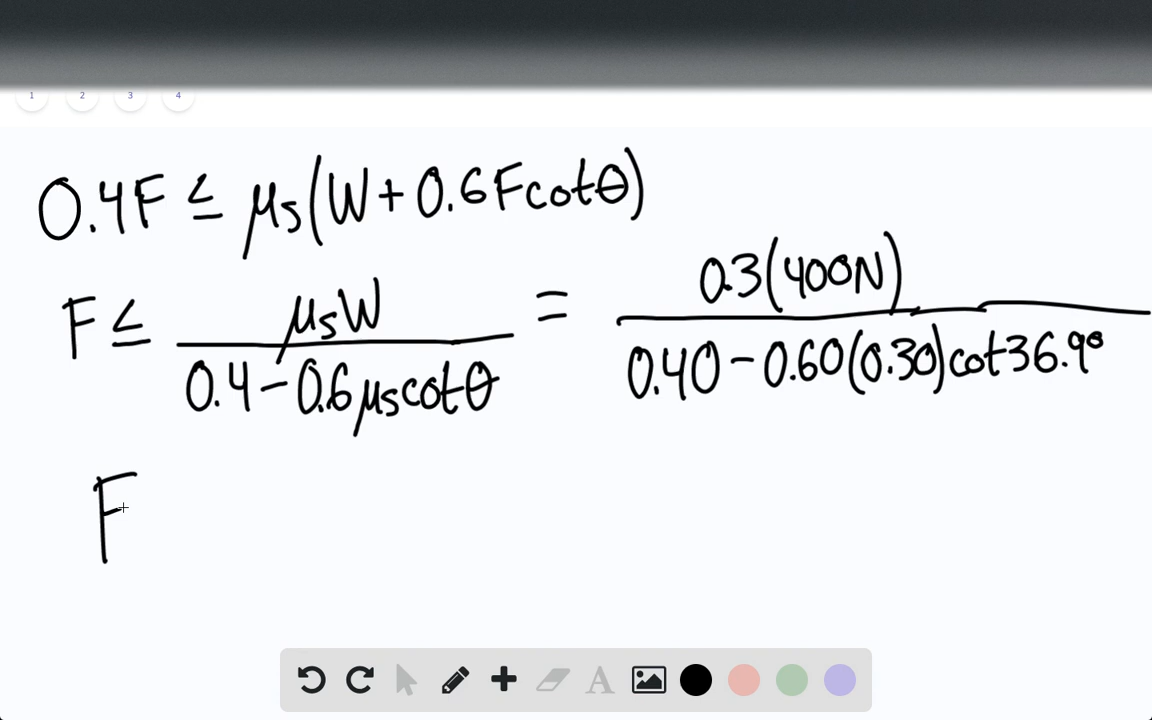 1 2 3 4
0.4F ≤ μs(W+0.6Fcotθ)
F ≤ μsW / 0.4-0.6μscotθ = 0.3(400N) / 0.40-0.60(0.30)cot36.9°
F
A